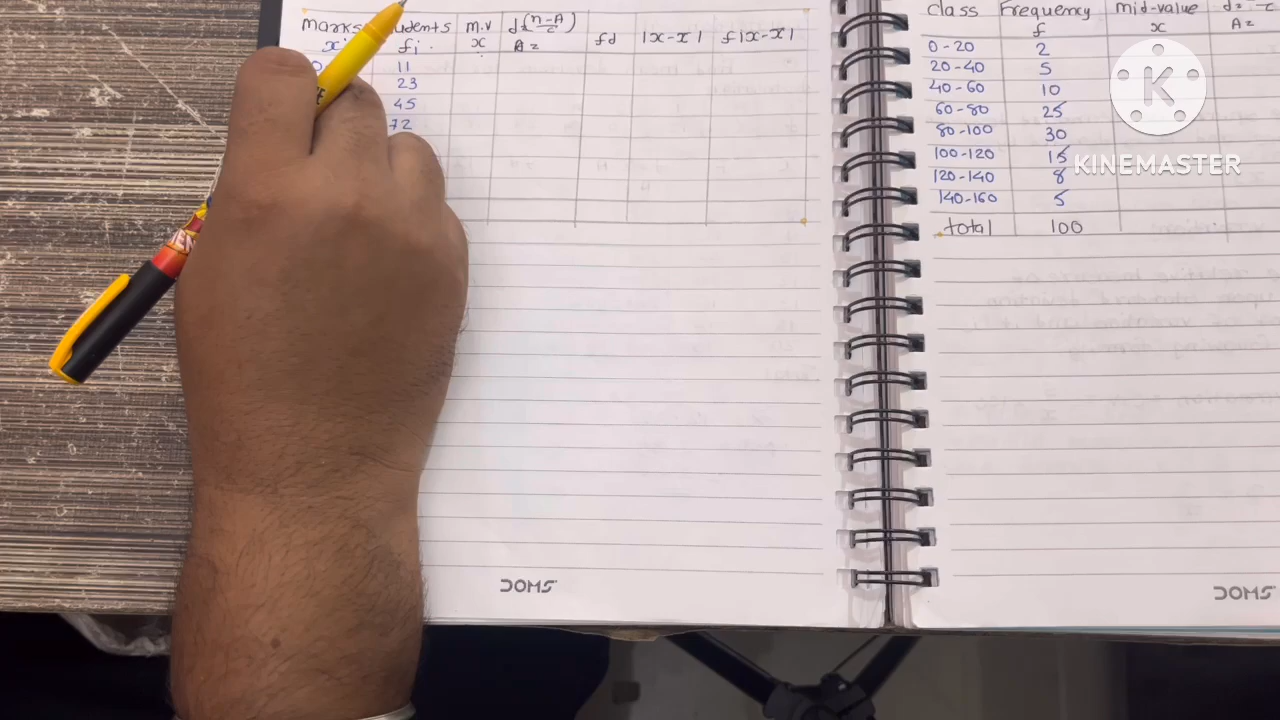 marks students m.v d=(n-A/c) fd |x-x| f|x-x|
x fi x A=
11
23
45
72
class Frequency mid-value
f x A=
0-20 2
20-40 5
40-60 10
60-80 25
80-100 30
100-120 15
120-140 8
140-160 5
total 100
K
KINEMASTER
DOMS
DOMS